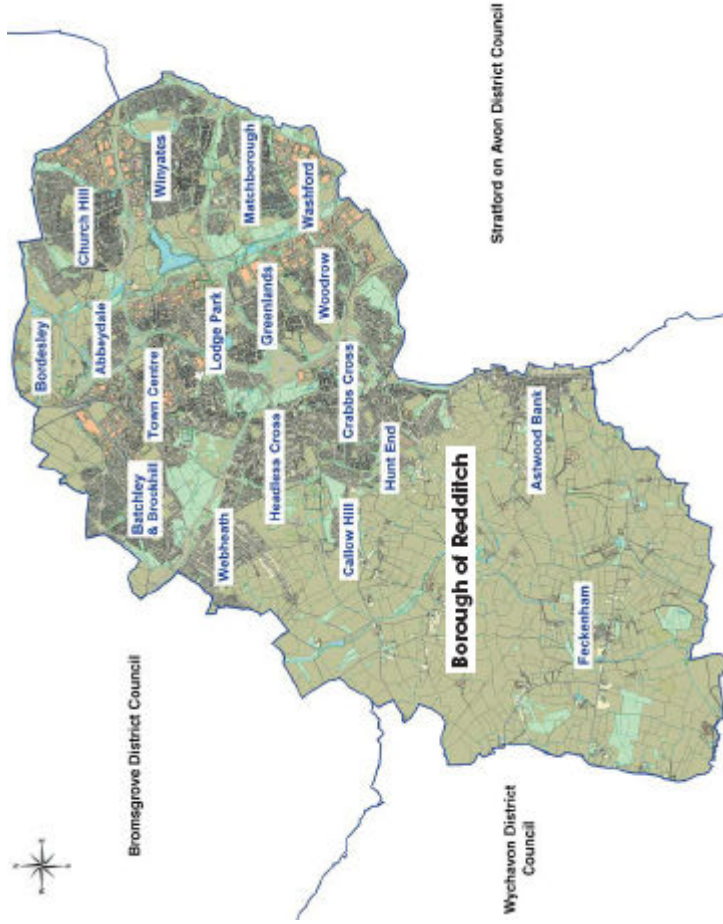 Bromsgrove District Council
Stratford on Avon District Council
Wychavon District
Council
Borough of Redditch
Bordesley
Church Hill
Abbeydale
Winyates
Batchley
& Brockhill
Town Centre
Lodge Park
Matchborough
Webheath
Headless Cross
Greenlands
Washford
Woodrow
Callow Hill
Crabbs Cross
Hunt End
Astwood Bank
Feckenham